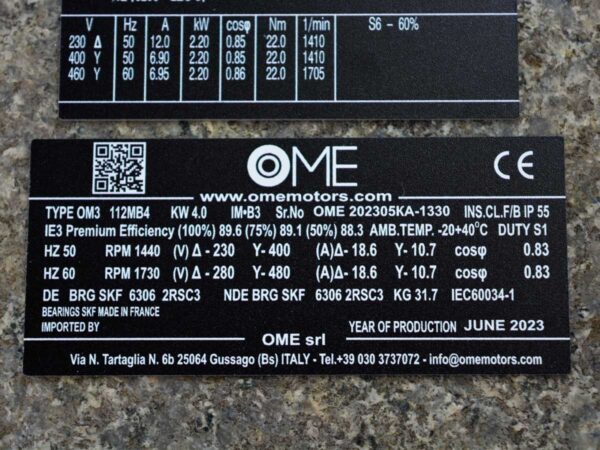 V Hz A kW cosφ Nm 1/min S6 - 60%
230 Δ 50 12.0 2.20 0.85 22.0 1410
400 Y 50 6.90 2.20 0.85 22.0 1410
460 Y 60 6.95 2.20 0.86 22.0 1705
OME CE
www.omemotors.com
TYPE OM3 112MB4 KW 4.0 IM•B3 Sr.No OME 202305KA-1330 INS.CL.F/B IP 55
IE3 Premium Efficiency (100%) 89.6 (75%) 89.1 (50%) 88.3 AMB.TEMP. -20+40°C DUTY S1
HZ 50 RPM 1440 (V) Δ - 230 Y- 400 (A)Δ- 18.6 Y- 10.7 cosφ 0.83
HZ 60 RPM 1730 (V) Δ - 280 Y- 480 (A)Δ- 18.6 Y- 10.7 cosφ 0.83
DE BRG SKF 6306 2RSC3 NDE BRG SKF 6306 2RSC3 KG 31.7 IEC60034-1
BEARINGS SKF MADE IN FRANCE
IMPORTED BY YEAR OF PRODUCTION JUNE 2023
OME srl
Via N. Tartaglia N. 6b 25064 Gussago (Bs) ITALY - Tel.+39 030 3737072 - email: info@omemotors.com